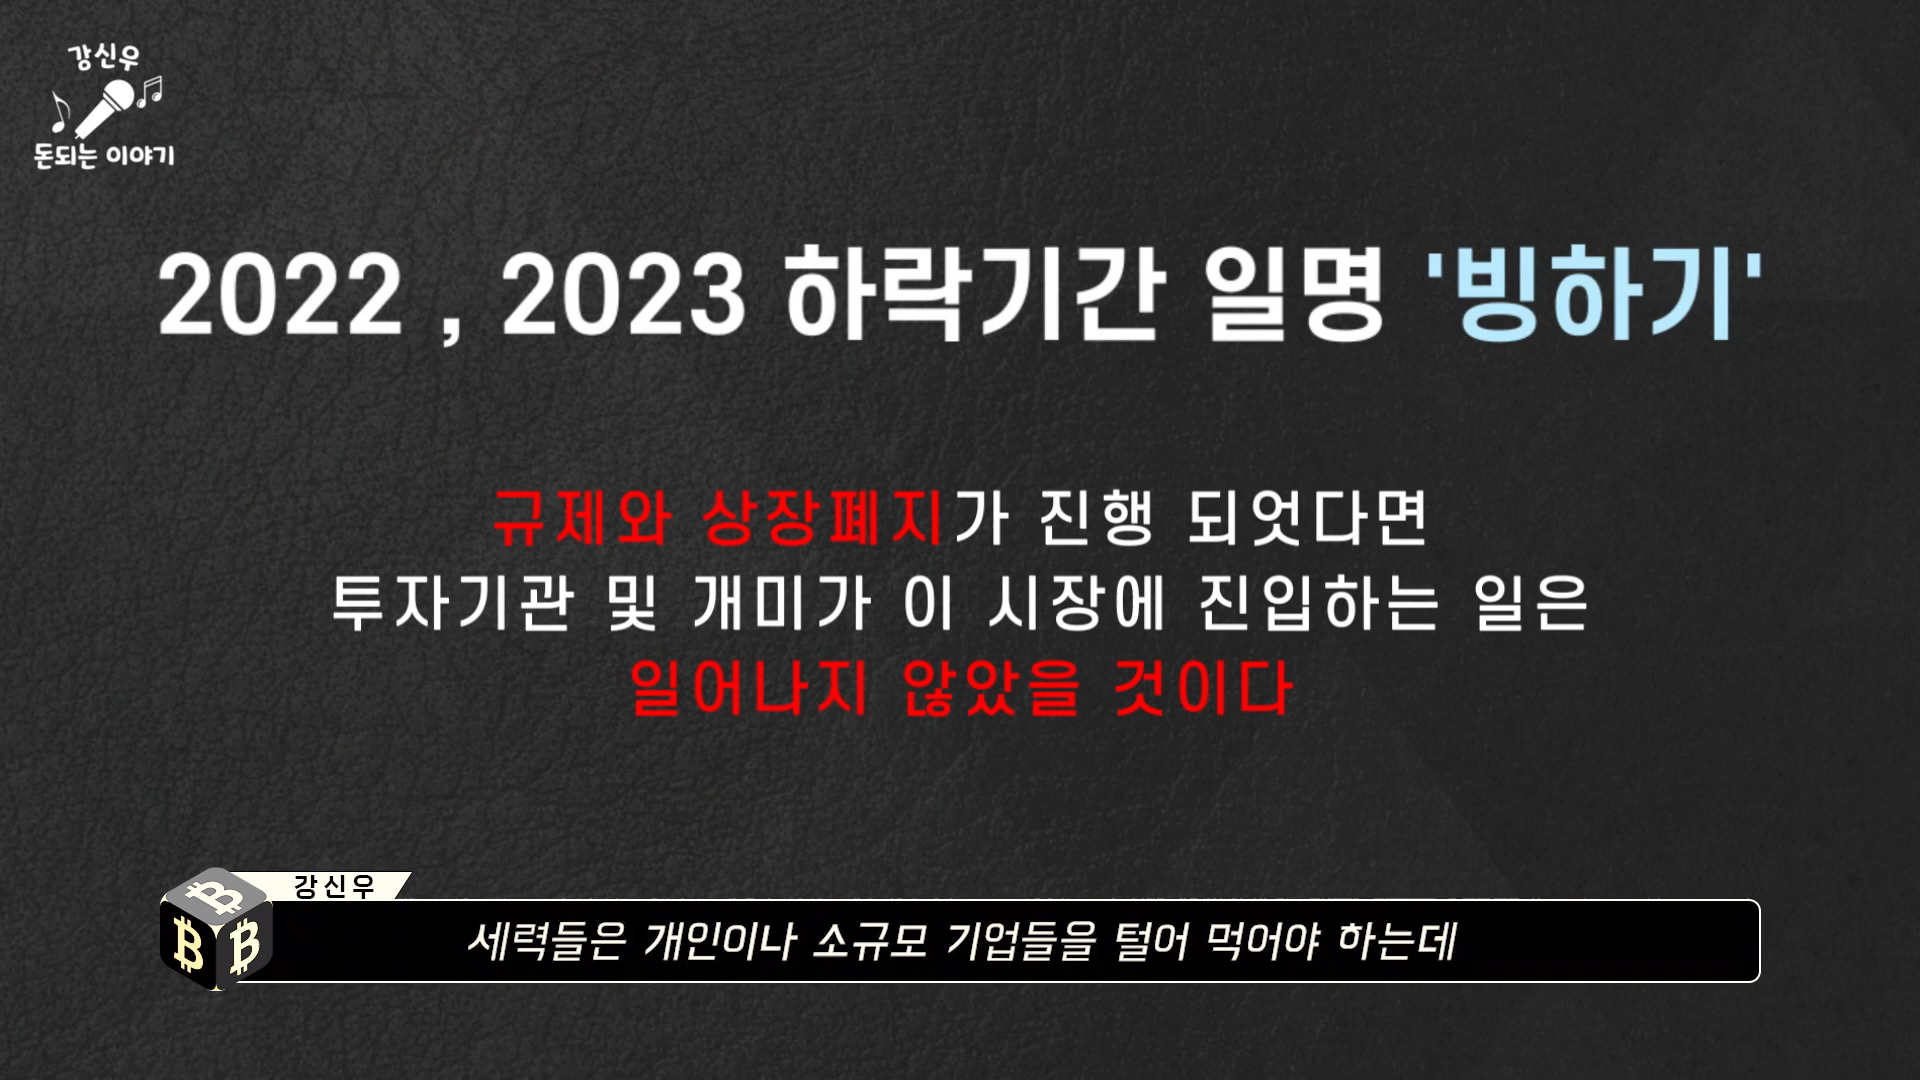 강신우
돈되는 이야기
2022 , 2023 하락기간 일명 '빙하기'
규제와 상장폐지가 진행 되엇다면
투자기관 및 개미가 이 시장에 진입하는 일은
일어나지 않았을 것이다
강신우
세력들은 개인이나 소규모 기업들을 털어 먹어야 하는데